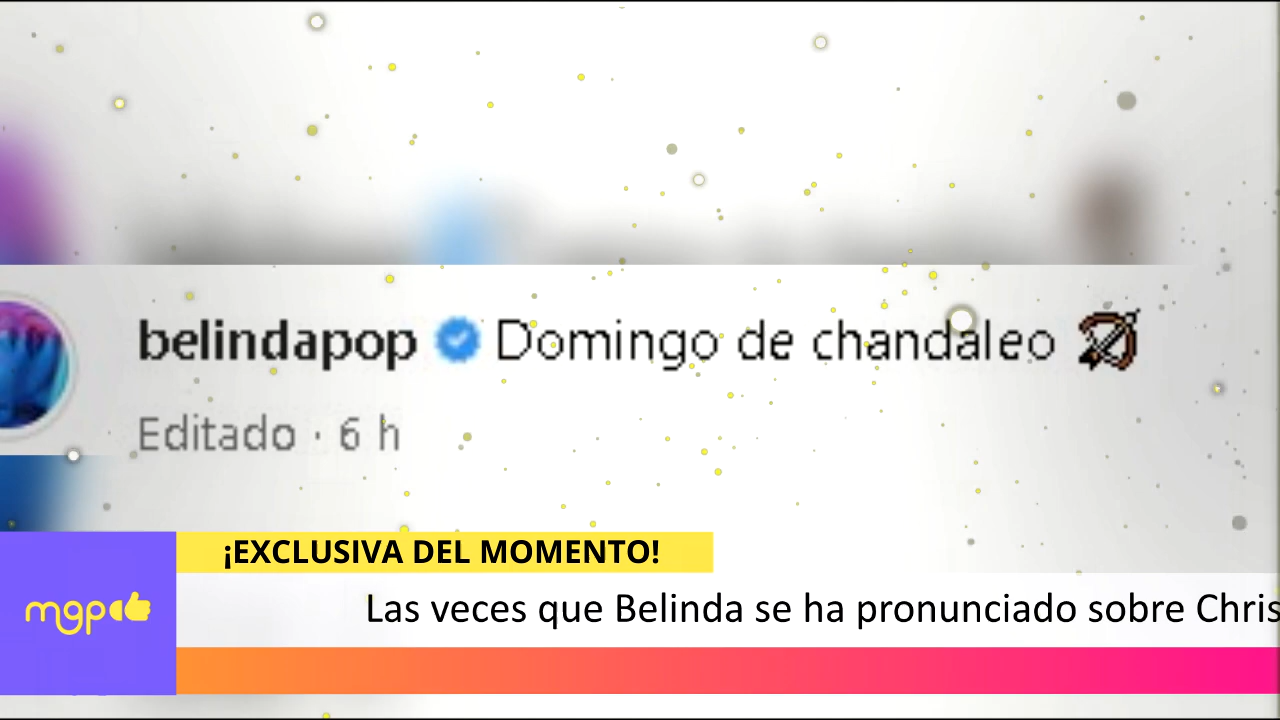 belindapop Domingo de chandaleo 🏹
Editado · 6 h
¡EXCLUSIVA DEL MOMENTO!
mgp
Las veces que Belinda se ha pronunciado sobre Chris